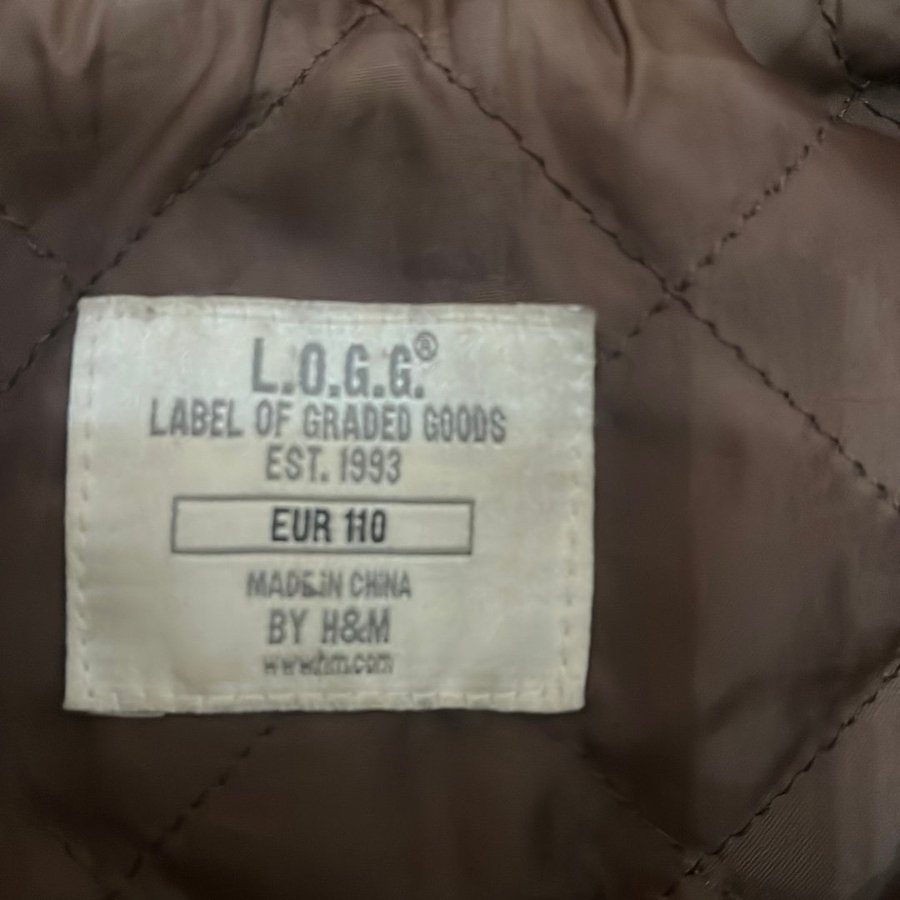 L.O.G.G.®
LABEL OF GRADED GOODS
EST. 1993
EUR 110
MADE IN CHINA
BY H&M
www.hm.com